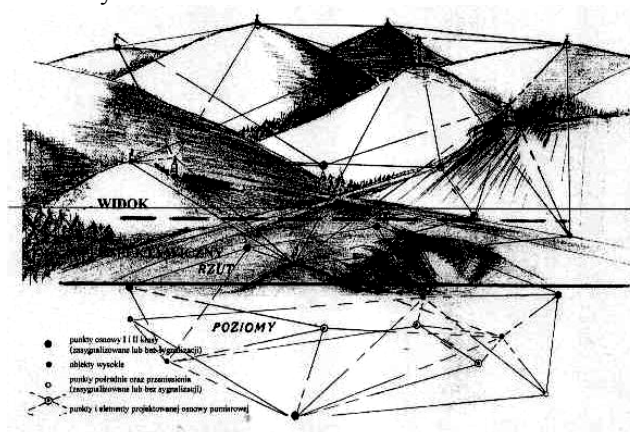 WIDOK
RZUT
POZIOMY
punkty osnowy I i II klasy
(zasygnalizowane lub bez sygnalizacji)
obiekty wysokie
punkty pośrednie oraz przeniesienia
(zasygnalizowane lub bez sygnalizacji)
punkty i elementy projektowanej osnowy pomiarowej